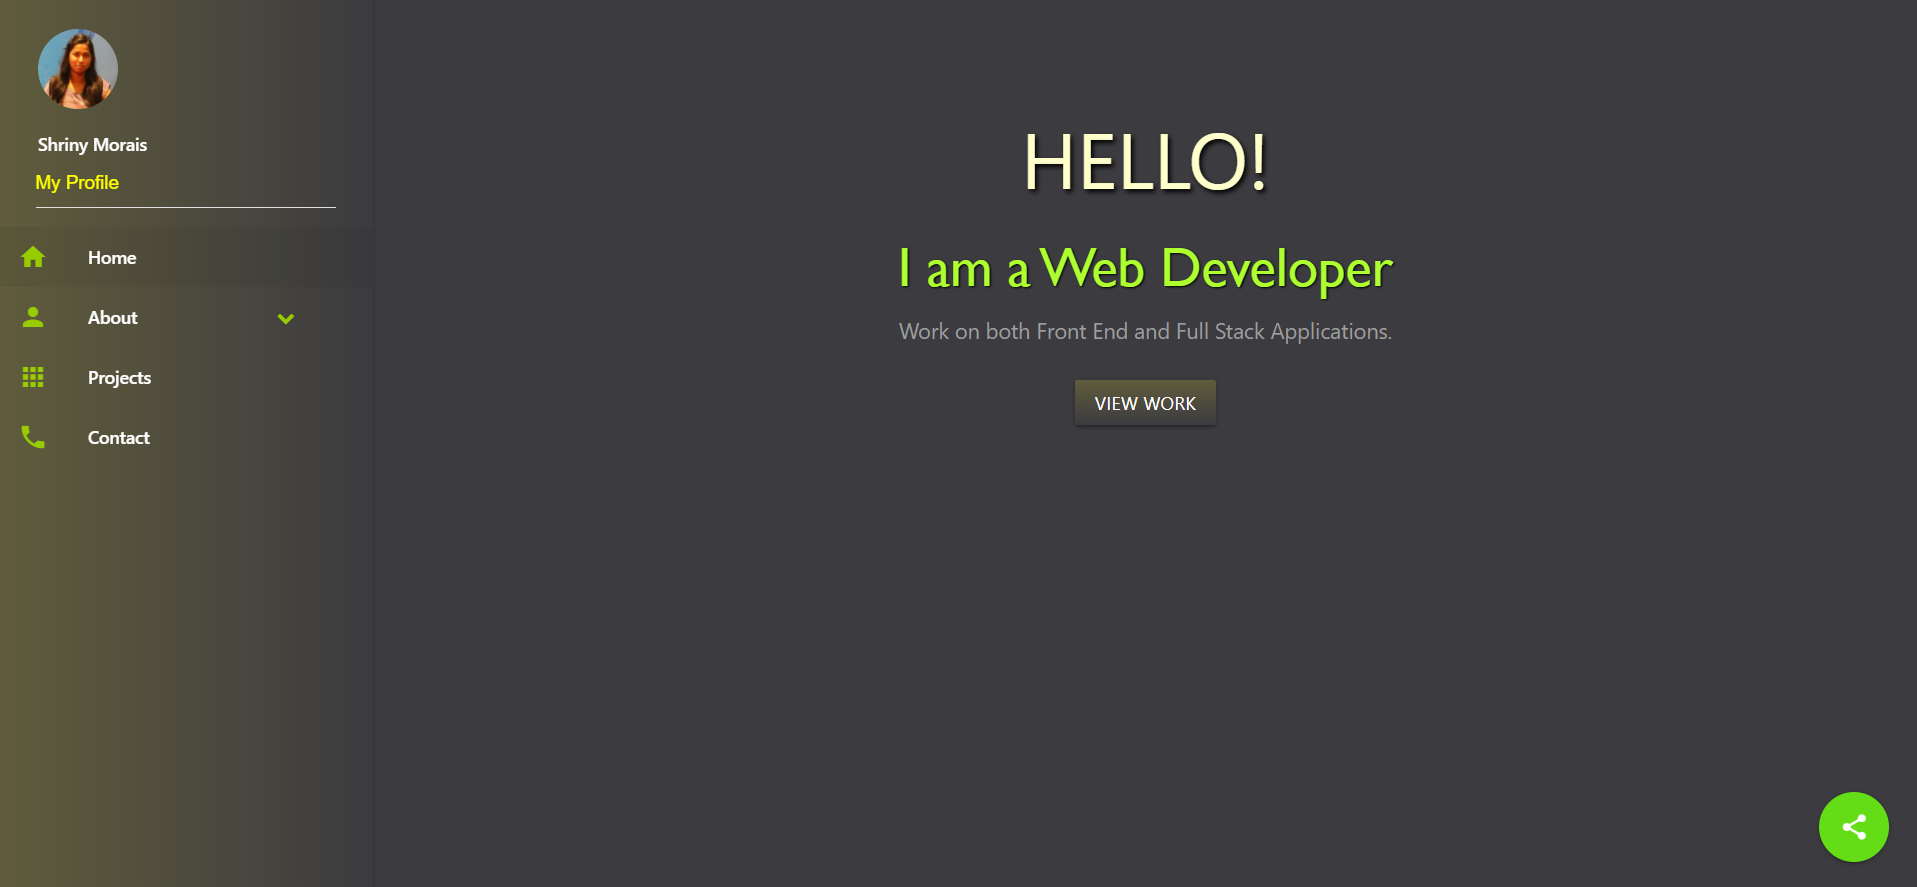 Shriny Morais
My Profile
Home
About
Projects
Contact
HELLO!
I am a Web Developer
Work on both Front End and Full Stack Applications.
VIEW WORK